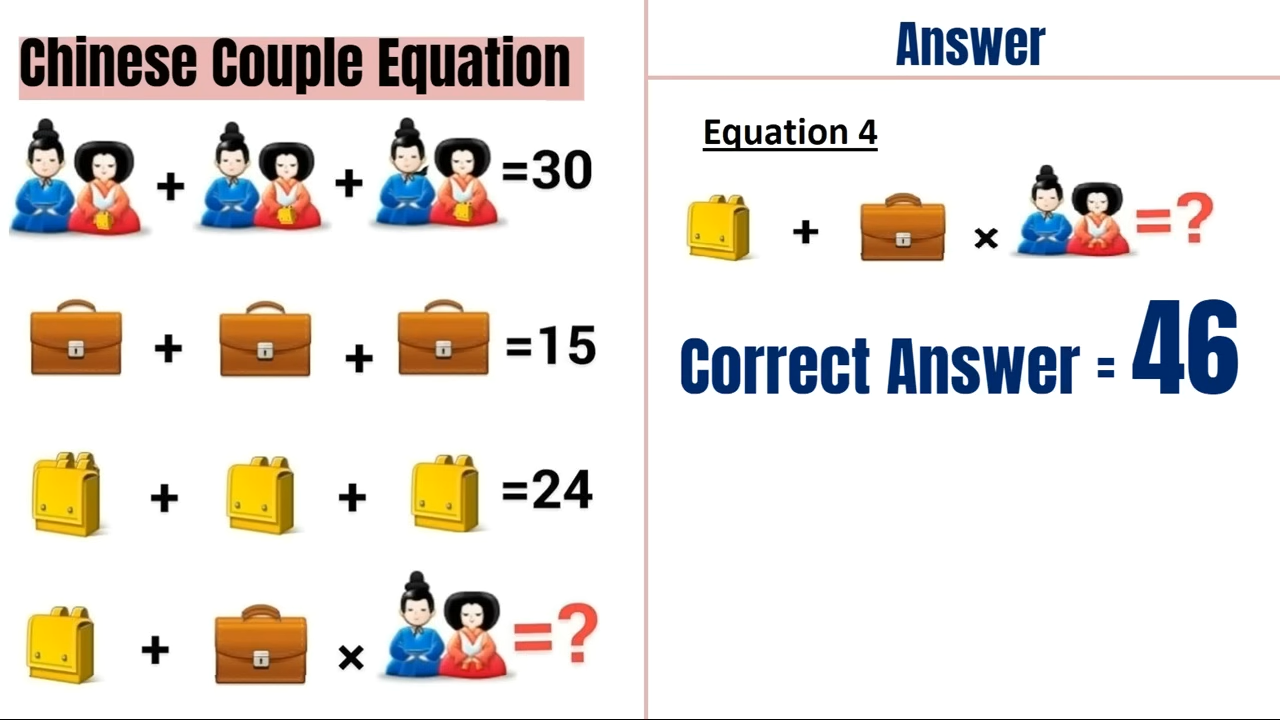 Chinese Couple Equation
+ + =30
+ + =15
+ + =24
+ × =?
Answer
Equation 4
+ × =?
Correct Answer = 46